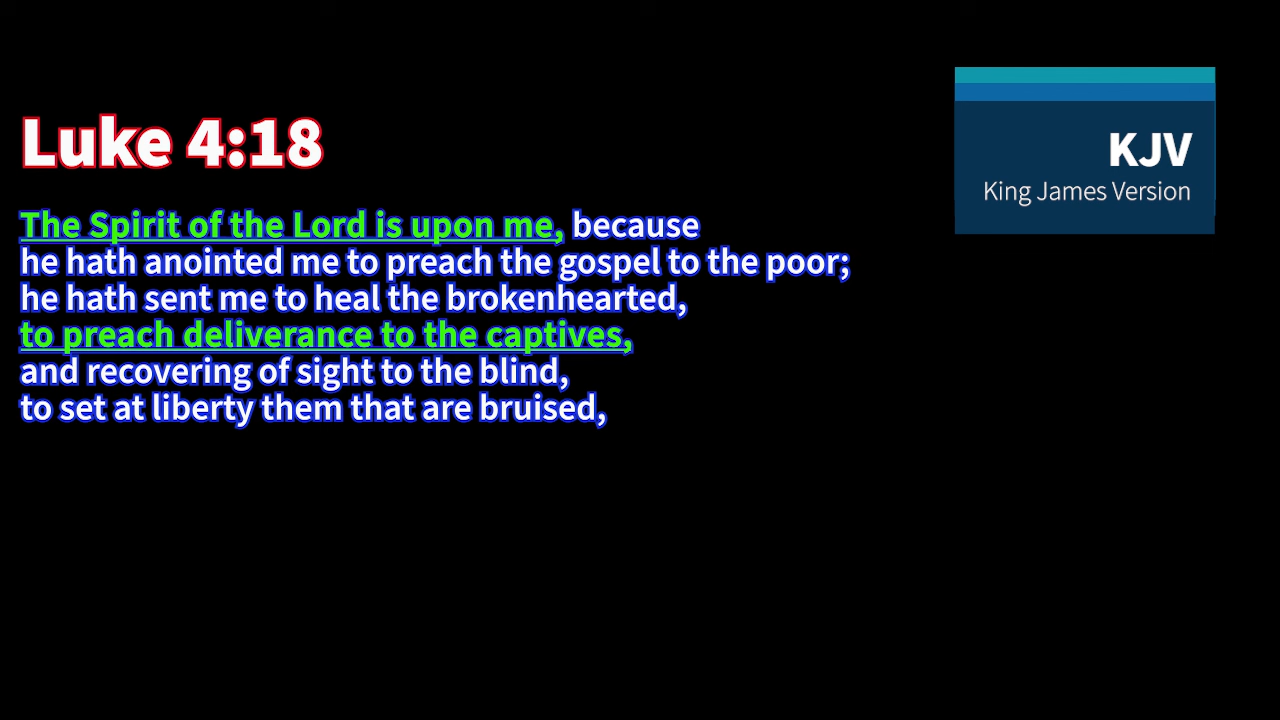 Luke 4:18
KJV
King James Version
The Spirit of the Lord is upon me, because
he hath anointed me to preach the gospel to the poor;
he hath sent me to heal the brokenhearted,
to preach deliverance to the captives,
and recovering of sight to the blind,
to set at liberty them that are bruised,